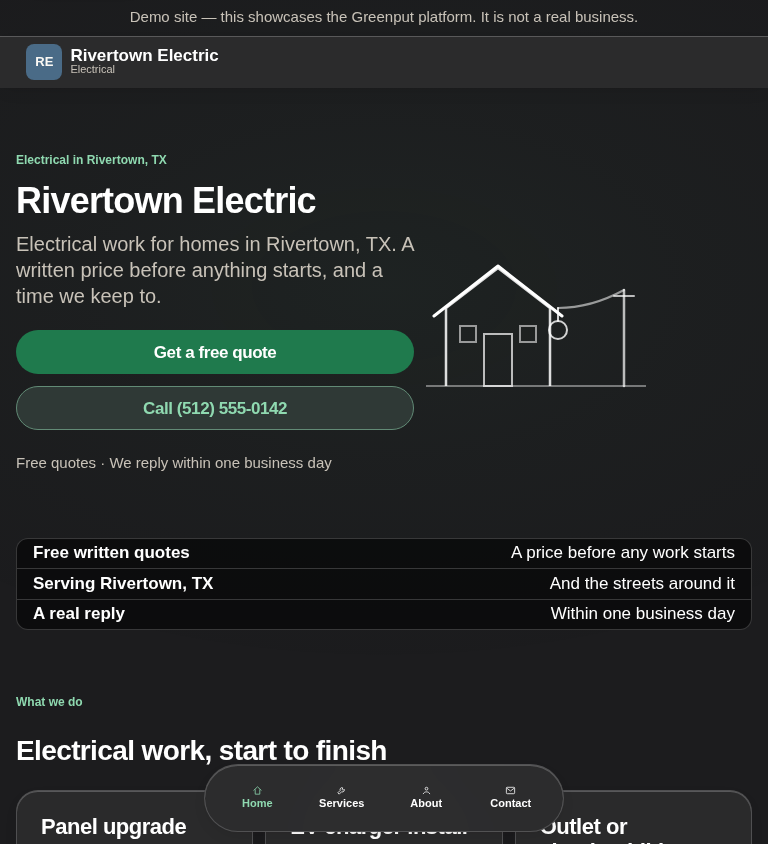 Demo site — this showcases the Greenput platform. It is not a real business.
RE
Rivertown Electric
Electrical
Electrical in Rivertown, TX
Rivertown Electric
Electrical work for homes in Rivertown, TX. A
written price before anything starts, and a
time we keep to.
Get a free quote
Call (512) 555-0142
Free quotes · We reply within one business day
Free written quotes
A price before any work starts
Serving Rivertown, TX
And the streets around it
A real reply
Within one business day
What we do
Electrical work, start to finish
Home
Services
About
Contact
Panel upgrade
EV charger install
Outlet or